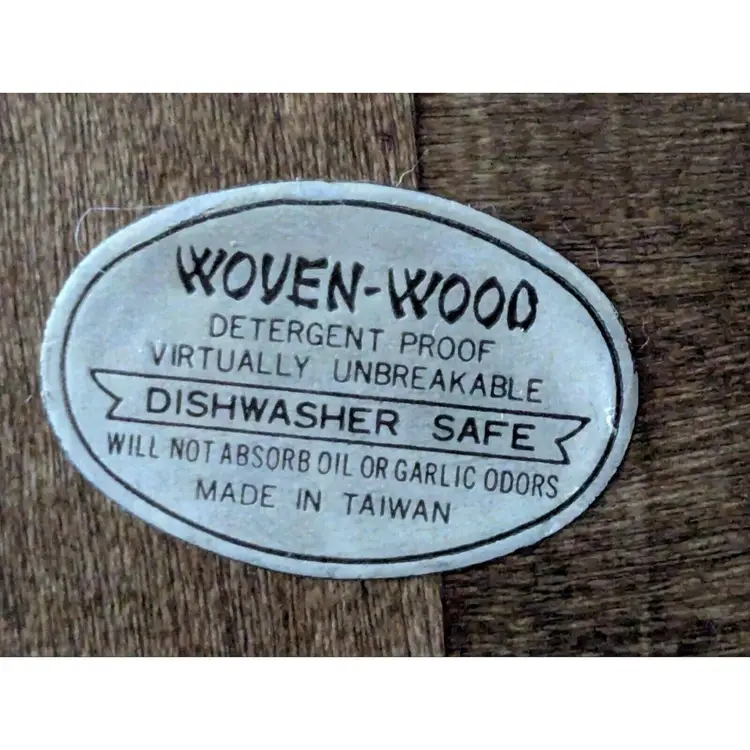 WOVEN-WOOD
DETERGENT PROOF
VIRTUALLY UNBREAKABLE
DISHWASHER SAFE
WILL NOT ABSORB OIL OR GARLIC ODORS
MADE IN TAIWAN